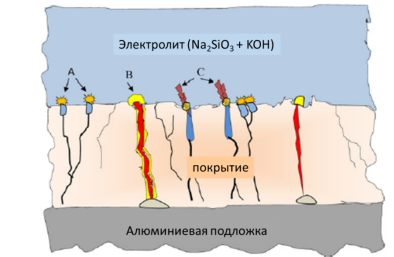 Электролит (Na₂SiO₃ + KOH)
A
B
C
покрытие
Алюминиевая подложка